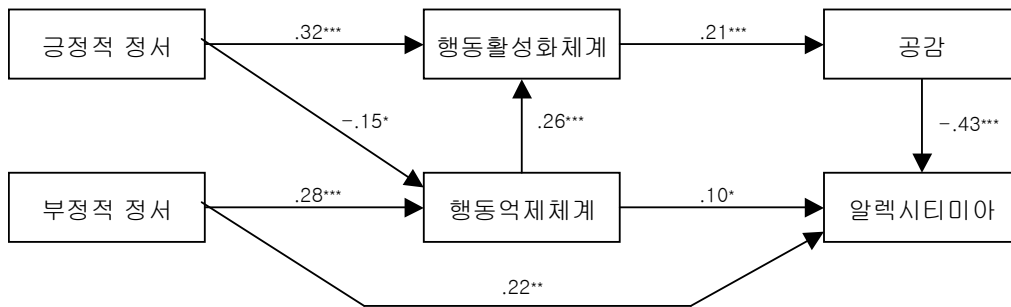 긍정적 정서
.32***
행동활성화체계
.21***
공감
-.15*
.26***
-.43***
부정적 정서
.28***
행동억제체계
.10*
알렉시티미아
.22**